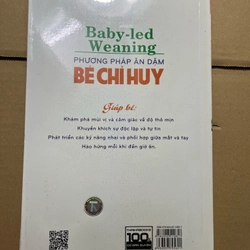 Baby-led
Weaning
PHƯƠNG PHÁP ĂN DẶM
BÉ CHỈ HUY
Giúp bé:
Khám phá mùi vị và cảm giác về đồ thô mịn
Khuyến khích sự độc lập và tự tin
Phát triển các kỹ năng nhai và phối hợp giữa mắt và tay
Hào hứng mỗi khi đến giờ ăn.
100